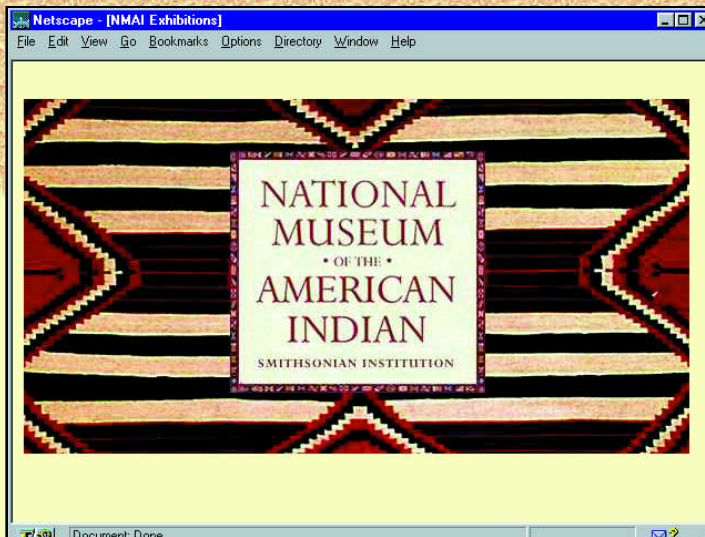 Netscape - [NMAI Exhibitions]
File Edit View Go Bookmarks Options Directory Window Help
NATIONAL
MUSEUM
• OF THE •
AMERICAN
INDIAN
SMITHSONIAN INSTITUTION
Document: Done